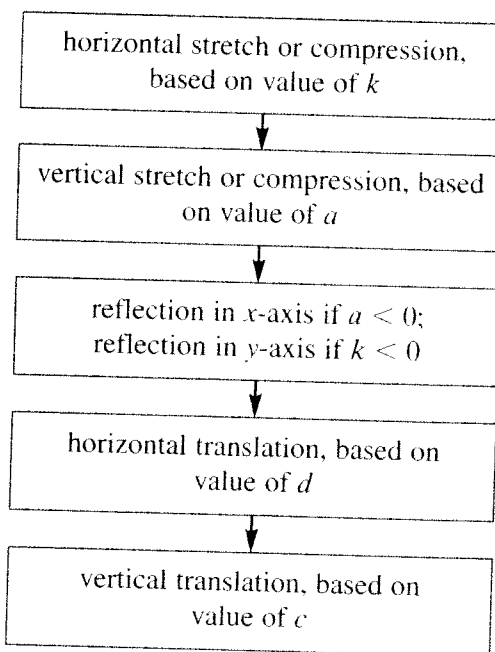 horizontal stretch or compression,
based on value of k
vertical stretch or compression, based
on value of a
reflection in x-axis if a < 0;
reflection in y-axis if k < 0
horizontal translation, based on
value of d
vertical translation, based on
value of c